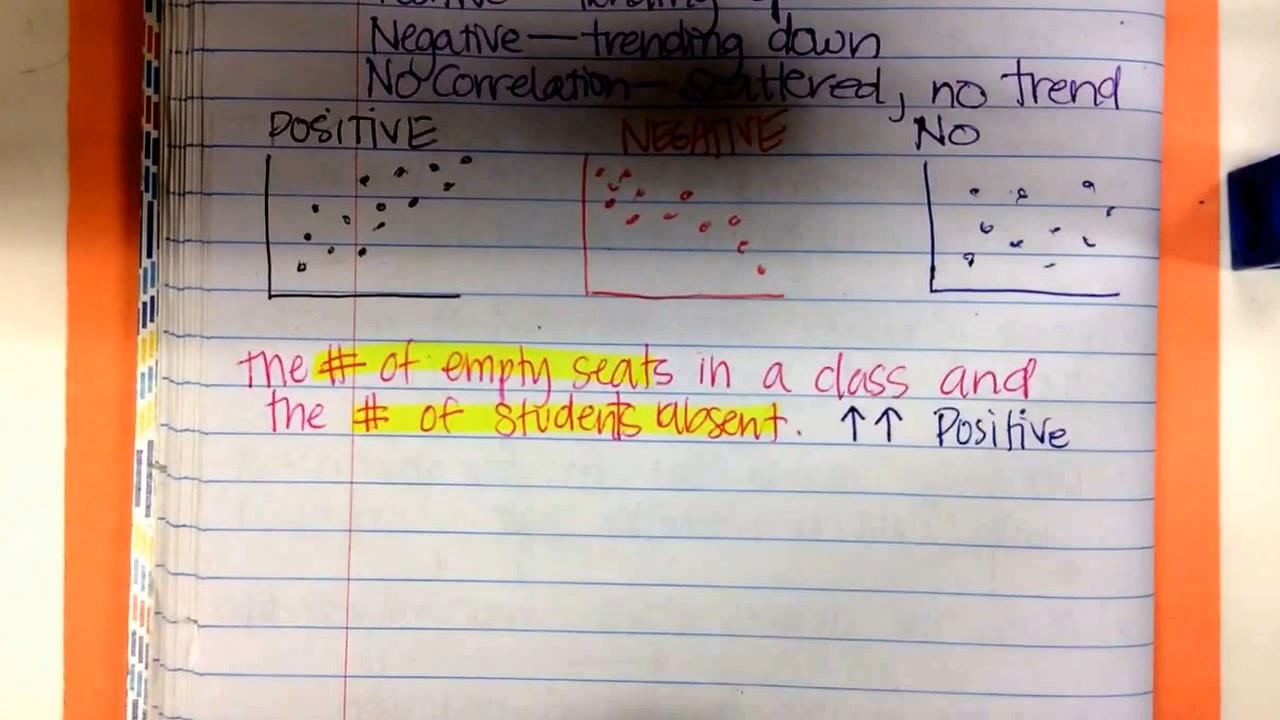 Negative — trending down
No Correlation — scattered, no trend
POSITIVE NEGATIVE NO
the # of empty seats in a class and
the # of students absent. ↑↑ Positive